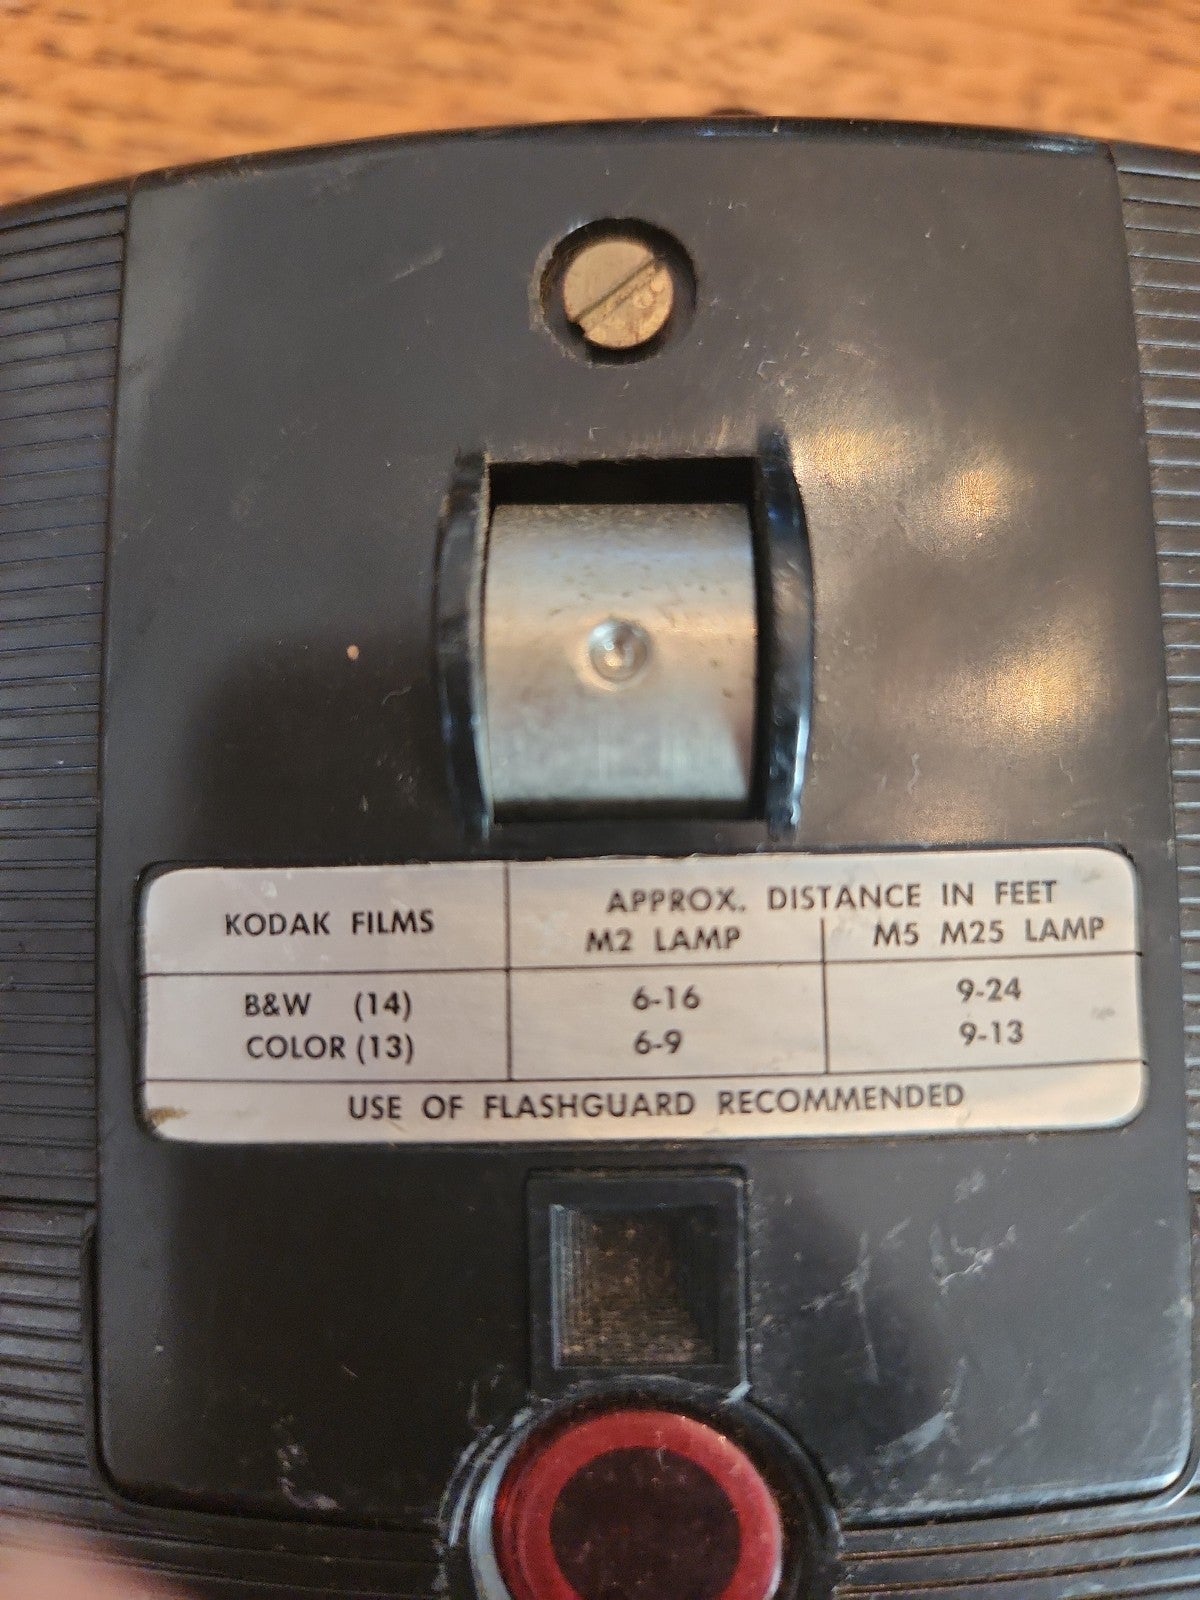 KODAK FILMS
APPROX. DISTANCE IN FEET
M2 LAMP M5 M25 LAMP
B&W (14) 6-16 9-24
COLOR (13) 6-9 9-13
USE OF FLASHGUARD RECOMMENDED